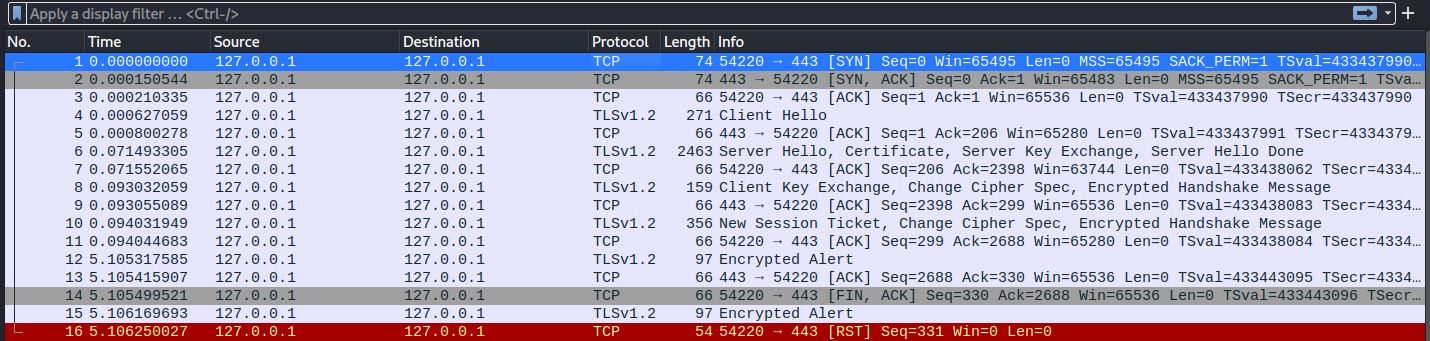 Apply a display filter … <Ctrl-/>
No. Time Source Destination Protocol Length Info
1 0.000000000 127.0.0.1 127.0.0.1 TCP 74 54220 → 443 [SYN] Seq=0 Win=65495 Len=0 MSS=65495 SACK_PERM=1 TSval=433437990…
2 0.000150544 127.0.0.1 127.0.0.1 TCP 74 443 → 54220 [SYN, ACK] Seq=0 Ack=1 Win=65483 Len=0 MSS=65495 SACK_PERM=1 TSva…
3 0.000210335 127.0.0.1 127.0.0.1 TCP 66 54220 → 443 [ACK] Seq=1 Ack=1 Win=65536 Len=0 TSval=433437990 TSecr=433437990
4 0.000627059 127.0.0.1 127.0.0.1 TLSv1.2 271 Client Hello
5 0.000800278 127.0.0.1 127.0.0.1 TCP 66 443 → 54220 [ACK] Seq=1 Ack=206 Win=65280 Len=0 TSval=433437991 TSecr=4334379…
6 0.071493305 127.0.0.1 127.0.0.1 TLSv1.2 2463 Server Hello, Certificate, Server Key Exchange, Server Hello Done
7 0.071552065 127.0.0.1 127.0.0.1 TCP 66 54220 → 443 [ACK] Seq=206 Ack=2398 Win=63744 Len=0 TSval=433438062 TSecr=4334…
8 0.093032059 127.0.0.1 127.0.0.1 TLSv1.2 159 Client Key Exchange, Change Cipher Spec, Encrypted Handshake Message
9 0.093055089 127.0.0.1 127.0.0.1 TCP 66 443 → 54220 [ACK] Seq=2398 Ack=299 Win=65536 Len=0 TSval=433438083 TSecr=4334…
10 0.094031949 127.0.0.1 127.0.0.1 TLSv1.2 356 New Session Ticket, Change Cipher Spec, Encrypted Handshake Message
11 0.094044683 127.0.0.1 127.0.0.1 TCP 66 54220 → 443 [ACK] Seq=299 Ack=2688 Win=65280 Len=0 TSval=433438084 TSecr=4334…
12 5.105317585 127.0.0.1 127.0.0.1 TLSv1.2 97 Encrypted Alert
13 5.105415907 127.0.0.1 127.0.0.1 TCP 66 443 → 54220 [ACK] Seq=2688 Ack=330 Win=65536 Len=0 TSval=433443095 TSecr=4334…
14 5.105499521 127.0.0.1 127.0.0.1 TCP 66 54220 → 443 [FIN, ACK] Seq=330 Ack=2688 Win=65536 Len=0 TSval=433443096 TSecr…
15 5.106169693 127.0.0.1 127.0.0.1 TLSv1.2 97 Encrypted Alert
16 5.106250027 127.0.0.1 127.0.0.1 TCP 54 54220 → 443 [RST] Seq=331 Win=0 Len=0